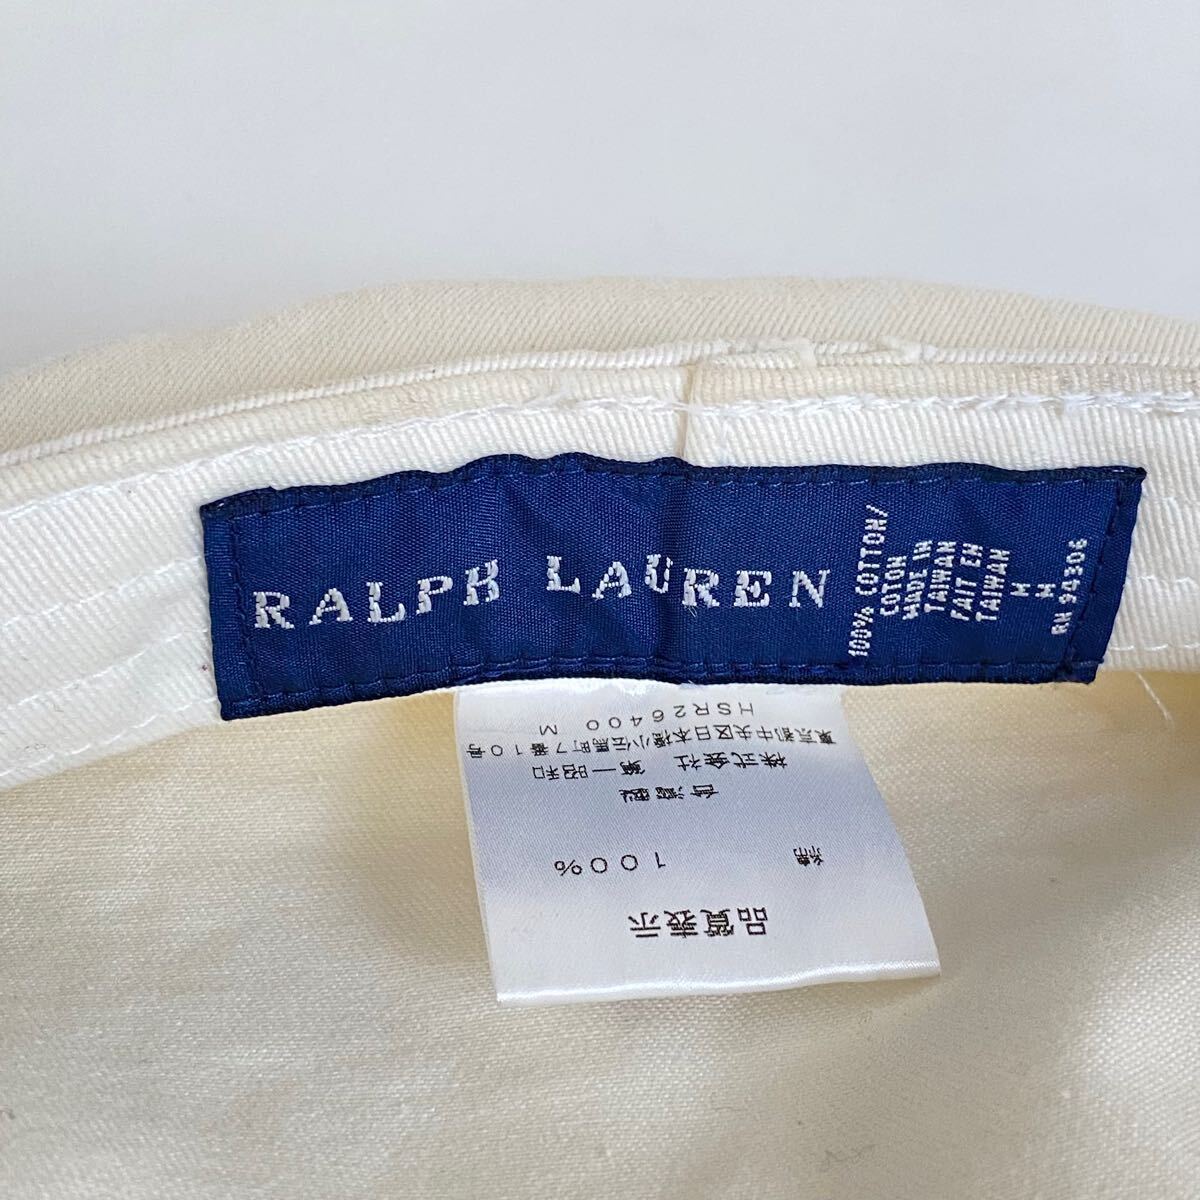 RALPH LAUREN
100% COTTON/
COTON
MADE IN
TAIWAN
FAIT EN
TAIWAN
M
M
RN 94306
品質表示
綿 100%
台湾製
株式会社 第一昭和
東京都中央区日本橋小伝馬町7番10号
HSR26400 M